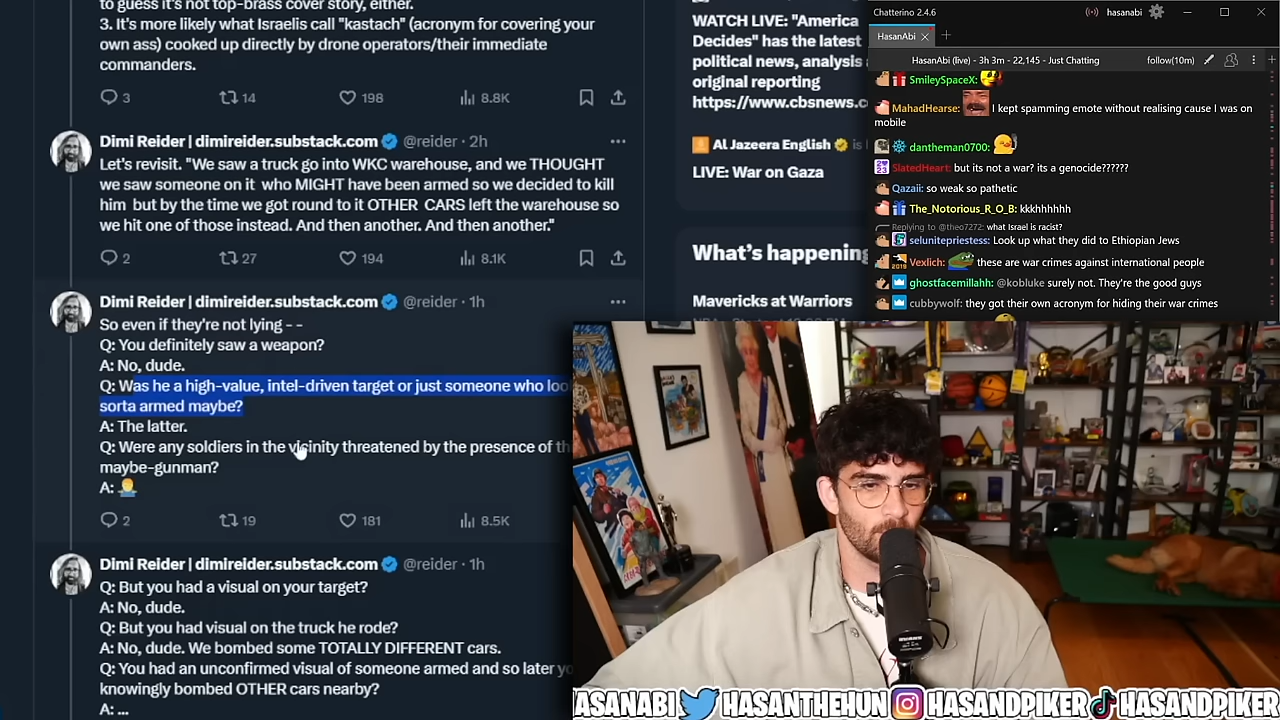 to guess it's not top-brass cover story, either.
3. It's more likely what Israelis call "kastach" (acronym for covering
your own ass) cooked up directly by drone operators/their immediate
commanders.
3 14 198 8.8K
Dimi Reider | dimireider.substack.com @reider · 2h
Let's revisit. "We saw a truck go into WKC warehouse, and we THOUGHT
we saw someone on it who MIGHT have been armed so we decided to kill
him but by the time we got round to it OTHER CARS left the warehouse so
we hit one of those instead. And then another. And then another."
2 27 194 8.1K
Dimi Reider | dimireider.substack.com @reider · 1h
So even if they're not lying - -
Q: You definitely saw a weapon?
A: No, dude.
Q: Was he a high-value, intel-driven target or just someone who
sorta armed maybe?
A: The latter.
Q: Were any soldiers in the vicinity threatened by the presence of
maybe-gunman?
A:
2 19 181 8.5K
Dimi Reider | dimireider.substack.com @reider · 1h
Q: But you had a visual on your target?
A: No, dude.
Q: But you had visual on the truck he rode?
A: No, dude. We bombed some TOTALLY DIFFERENT cars.
Q: You had an unconfirmed visual of someone armed and so later
knowingly bombed OTHER cars nearby?
A: ...
WATCH LIVE: "America
Decides" has the latest
political news, analysis
original reporting
https://www.cbsnews.c
Al Jazeera English is
LIVE: War on Gaza
What's happening
Mavericks at Warriors
Chatterino 2.4.6
hasanabi
HasanAbi
HasanAbi (live) - 3h 3m - 22,145 - Just Chatting
follow(10m)
SmileySpaceX:
MahadHearse: I kept spamming emote without realising cause I was on
mobile
dantheman0700:
SlatedHeart: but its not a war? its a genocide??????
Qazaii: so weak so pathetic
The_Notorious_R_O_B: kkkhhhhhh
Replying to @theo7272: what Israel is racist?
selunitepriestess: Look up what they did to Ethiopian Jews
Vexlich: these are war crimes against international people
ghostfacemillahh: @kobluke surely not. They're the good guys
cubbywolf: they got their own acronym for hiding their war crimes
ASANABI HASANTHEHUN HASANDPIKER HASANDPIKER